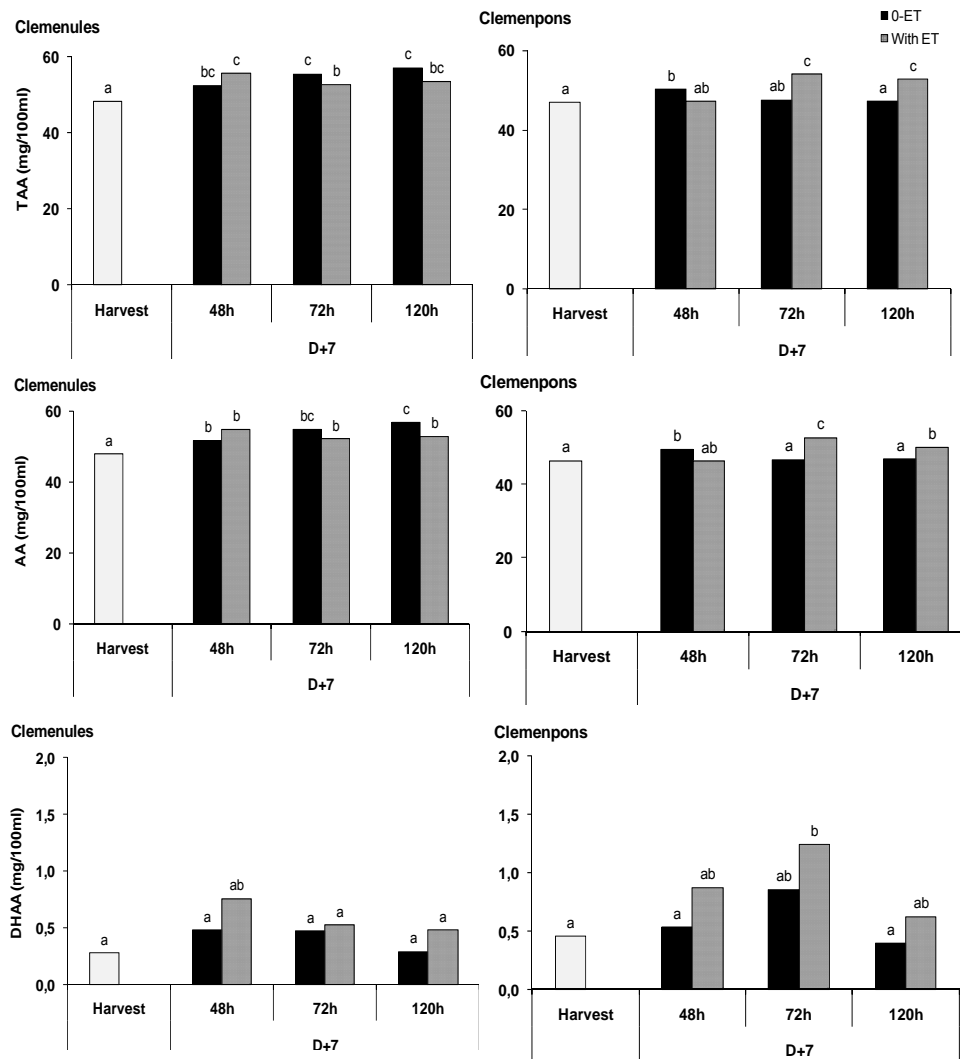 Clemenules
TAA (mg/100ml)
60
40
20
0
a
bc
c
c
b
c
bc
Harvest
48h
72h
120h
D+7
Clemenpons
0-ET
With ET
60
40
20
0
a
b
ab
ab
c
a
c
Harvest
48h
72h
120h
D+7
Clemenules
AA (mg/100ml)
60
40
20
0
a
b
b
bc
b
c
b
Harvest
48h
72h
120h
D+7
Clemenpons
60
40
20
0
a
b
ab
a
c
a
b
Harvest
48h
72h
120h
D+7
Clemenules
DHAA (mg/100ml)
2,0
1,5
1,0
0,5
0,0
a
a
ab
a
a
a
a
Harvest
48h
72h
120h
D+7
Clemenpons
2,0
1,5
1,0
0,5
0,0
a
a
ab
ab
b
a
ab
Harvest
48h
72h
120h
D+7